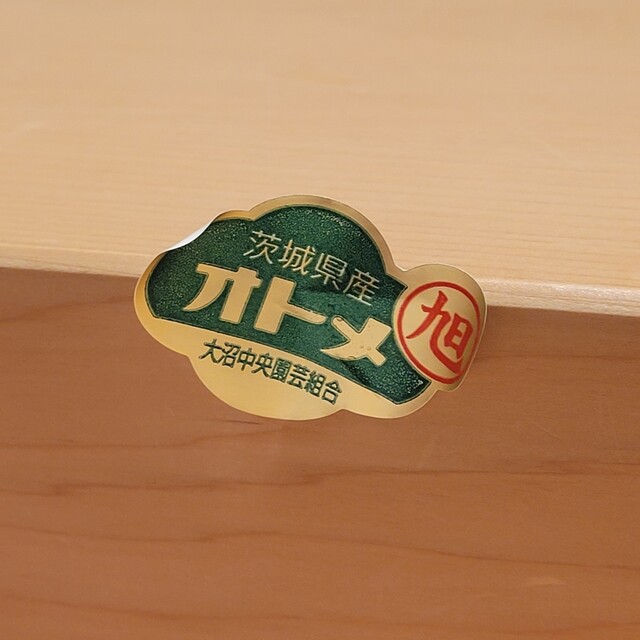 茨城県産
オトメ
大沼中央園芸組合
旭